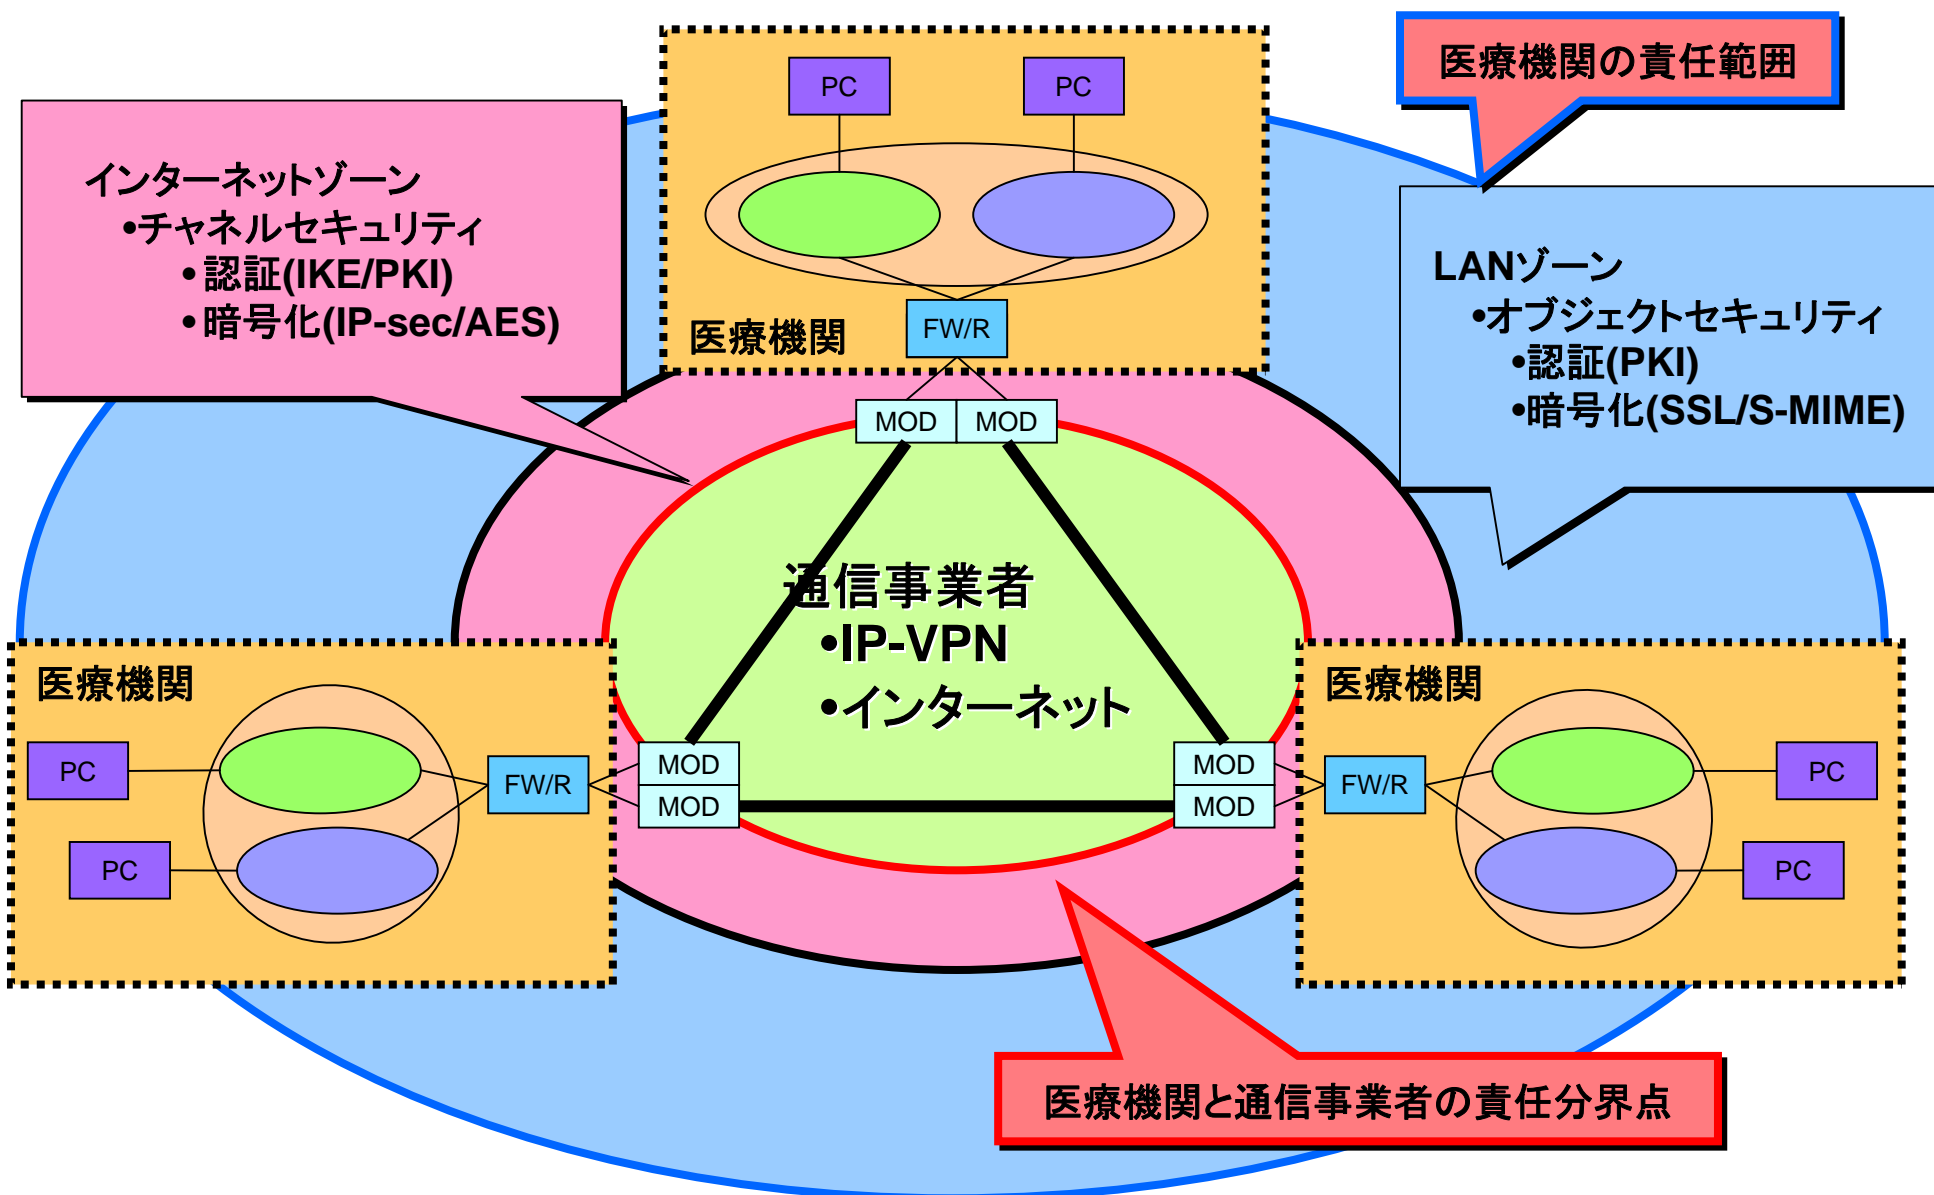 PC
PC
医療機関の責任範囲
インターネットゾーン
•チャネルセキュリティ
•認証(IKE/PKI)
•暗号化(IP-sec/AES)
LANゾーン
•オブジェクトセキュリティ
•認証(PKI)
•暗号化(SSL/S-MIME)
医療機関
FW/R
MOD
MOD
通信事業者
•IP-VPN
•インターネット
医療機関
PC
PC
FW/R
MOD
MOD
MOD
MOD
医療機関
FW/R
PC
PC
医療機関と通信事業者の責任分界点